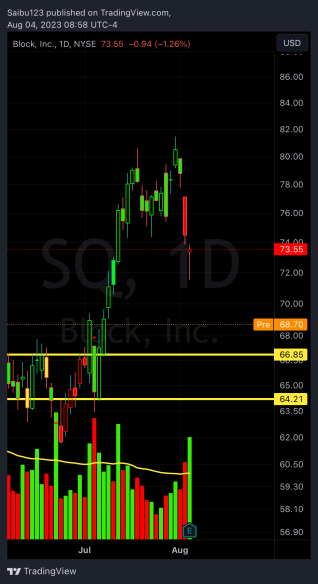 Saibu123 published on TradingView.com,
Aug 04, 2023 08:58 UTC-4
Block, Inc., 1D, NYSE 73.55 −0.94 (−1.26%)
USD
86.00
84.00
82.00
80.00
78.00
76.00
74.00
73.55
72.00
70.00
Pre 68.70
68.00
66.85
65.00
64.21
63.50
62.00
60.50
59.30
58.10
56.90
SQ, 1D
Block, Inc.
E
Jul Aug
TradingView